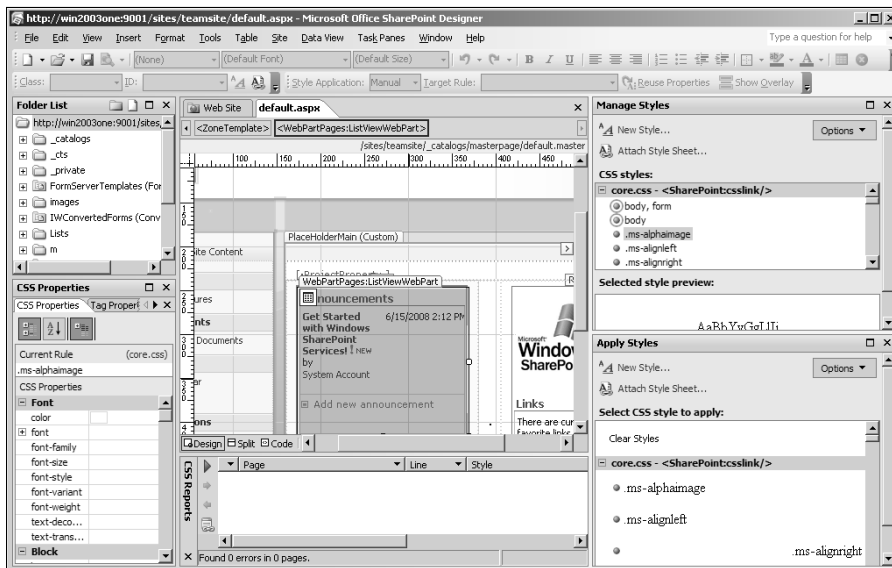 http://win2003one:9001/sites/teamsite/default.aspx - Microsoft Office SharePoint Designer
File Edit View Insert Format Tools Table Site Data View Task Panes Window Help
Type a question for help
(None) (Default Font) (Default Size) B I U A
Class: ID: Style Application: Manual Target Rule: Reuse Properties Show Overlay
Folder List
http://win2003one:9001/sites,
_catalogs
_cts
_private
FormServerTemplates (For
images
IWConvertedForms (Conv
Lists
m
CSS Properties
CSS Properties Tag Propert
Current Rule (core.css)
.ms-alphaimage
CSS Properties
Font
color
font
font-family
font-size
font-style
font-variant
font-weight
text-deco...
text-trans...
Block
Web Site default.aspx
<ZoneTemplate> <WebPartPages:ListViewWebPart>
/sites/teamsite/_catalogs/masterpage/default.master
100 150 200 250 300 350 400 450
PlaceHolderMain (Custom)
ite Content
WebPartPages:ListViewWebPart
nouncements
ures
nts
Documents
ar
ons
Get Started with Windows SharePoint Services! NEW
6/15/2008 2:12 PM
by
System Account
Add new announcement
Microsoft
Windo
SharePo
Links
There are cur
favorite links
Design Split Code
CSS Reports
Page Line Style
Found 0 errors in 0 pages.
Manage Styles
New Style... Options
Attach Style Sheet...
CSS styles:
core.css - <SharePoint:csslink/>
body, form
body
.ms-alphaimage
.ms-alignleft
.ms-alignright
Selected style preview:
AaBbYyGgLlJj
Apply Styles
New Style... Options
Attach Style Sheet...
Select CSS style to apply:
Clear Styles
core.css - <SharePoint:csslink/>
.ms-alphaimage
.ms-alignleft
.ms-alignright